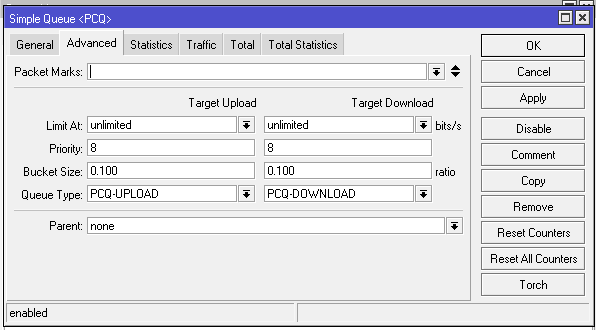 Simple Queue <PCQ>
General Advanced Statistics Traffic Total Total Statistics
OK
Cancel
Apply
Disable
Comment
Copy
Remove
Reset Counters
Reset All Counters
Torch
Packet Marks:
Target Upload Target Download
Limit At: unlimited unlimited bits/s
Priority: 8 8
Bucket Size: 0.100 0.100 ratio
Queue Type: PCQ-UPLOAD PCQ-DOWNLOAD
Parent: none
enabled